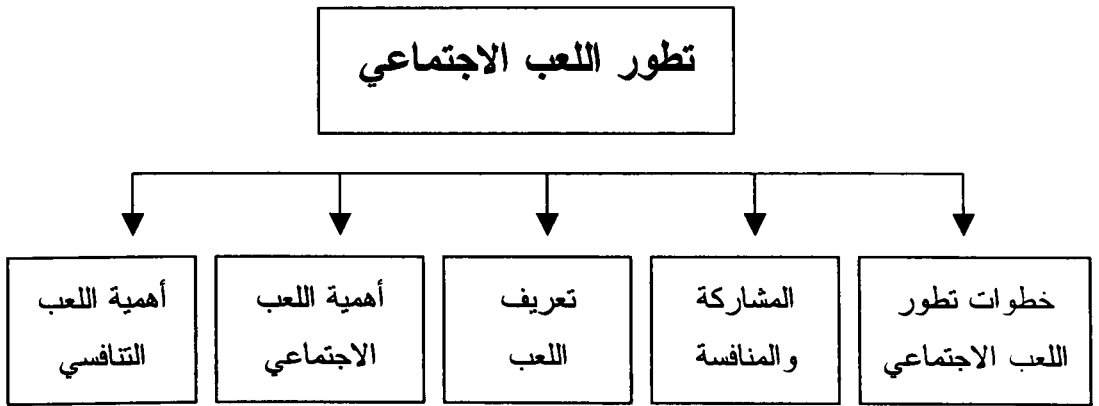 تطور اللعب الاجتماعي
خطوات تطور
اللعب الاجتماعي
المشاركة
والمنافسة
تعريف
اللعب
أهمية اللعب
الاجتماعي
أهمية اللعب
التنافسي